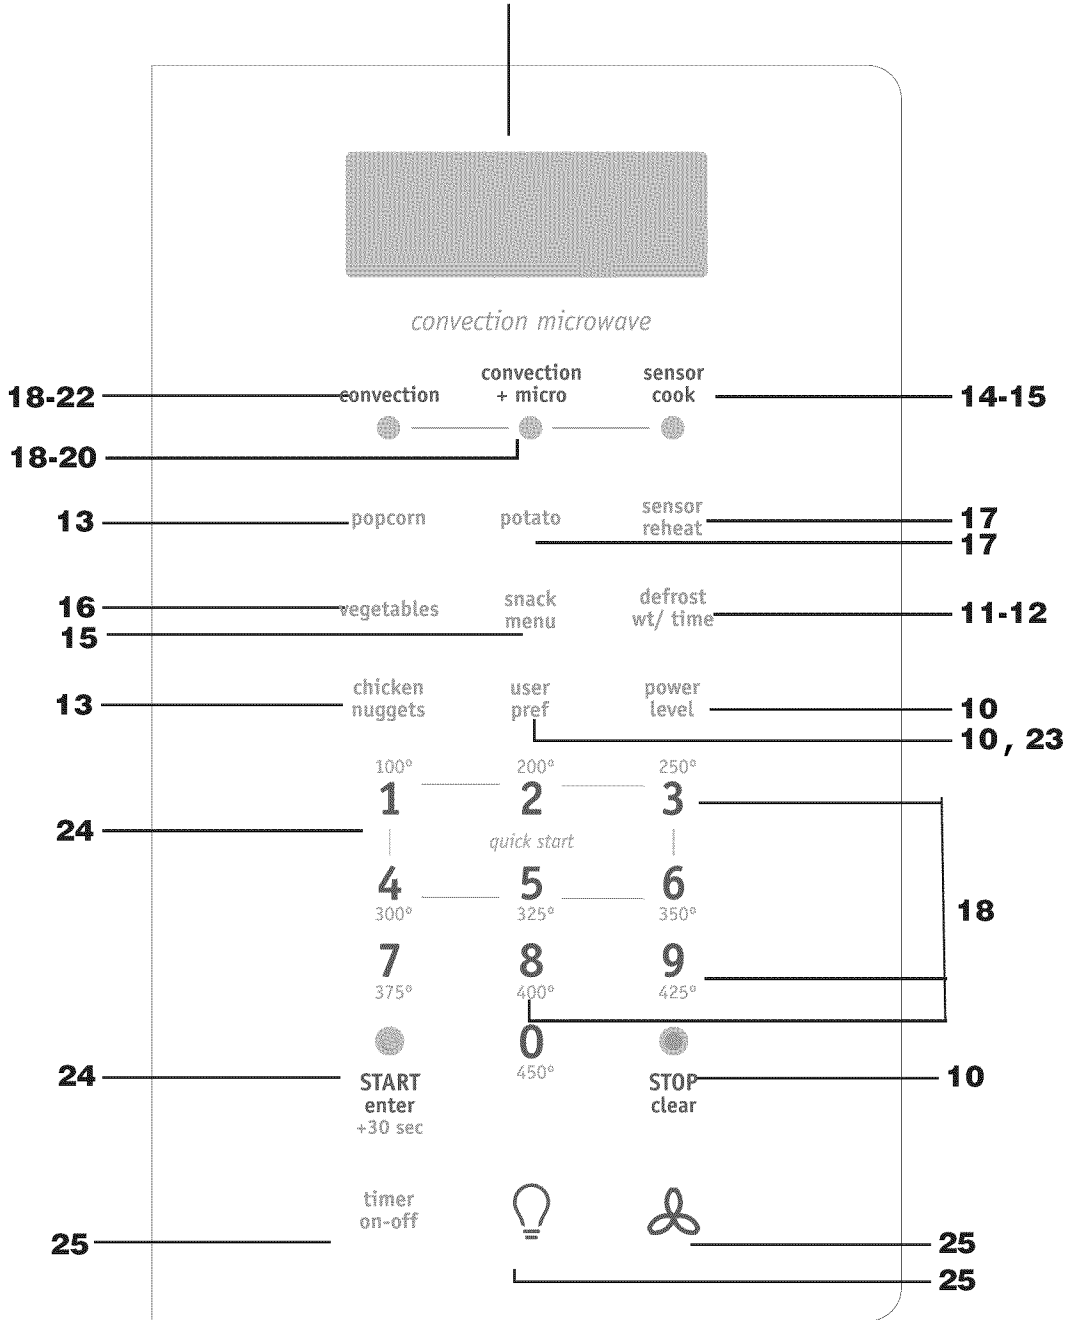 convection microwave
convection
+ micro
sensor
cook
18-22
convection
14-15
18-20
13
popcorn
potato
sensor
reheat
17
17
16
vegetables
snack
menu
defrost
wt/ time
11-12
15
13
chicken
nuggets
user
pref
power
level
10
10, 23
100° 200° 250°
1 2 3
24
quick start
4 5 6
300° 325° 350°
18
7 8 9
375° 400° 425°
0
450°
24
START
enter
+30 sec
STOP
clear
10
timer
on-off
25
25
25